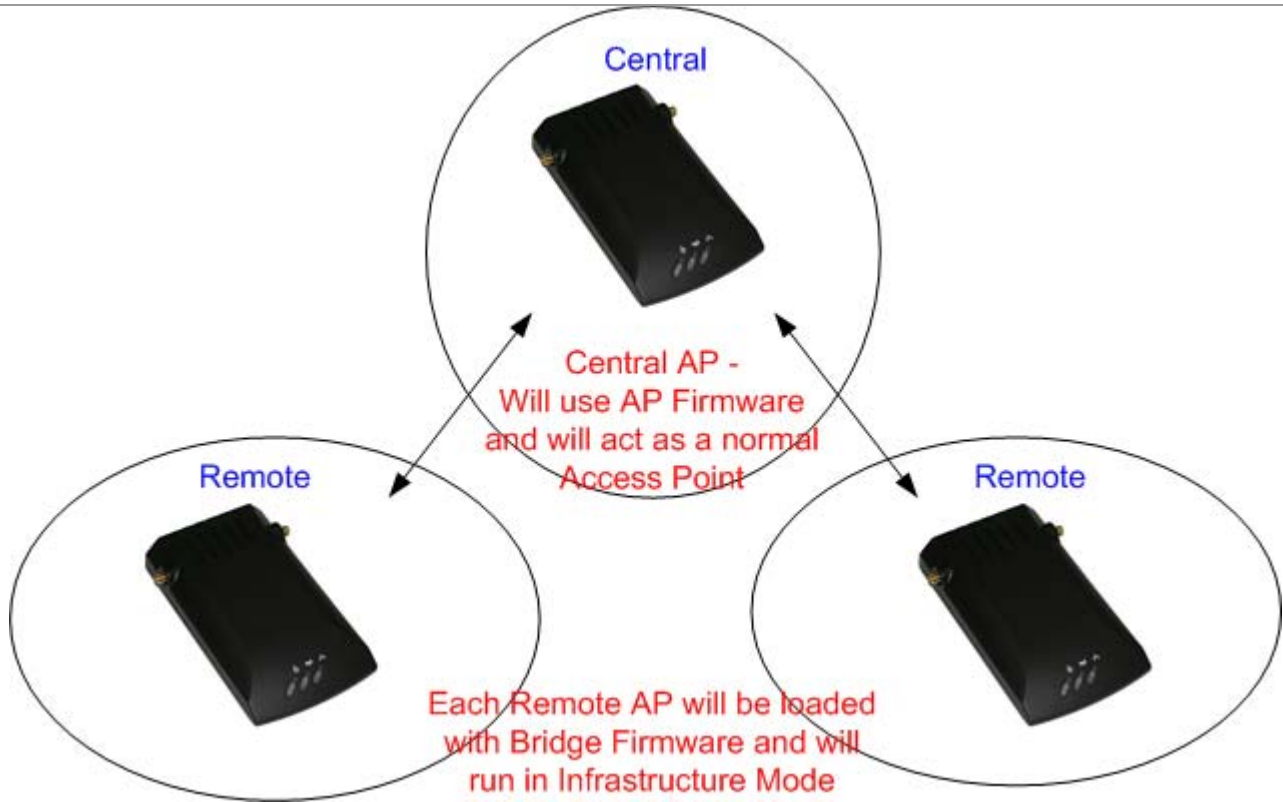 Central
Central AP -
Will use AP Firmware
and will act as a normal
Access Point
Remote
Remote
Each Remote AP will be loaded
with Bridge Firmware and will
run in Infrastructure Mode